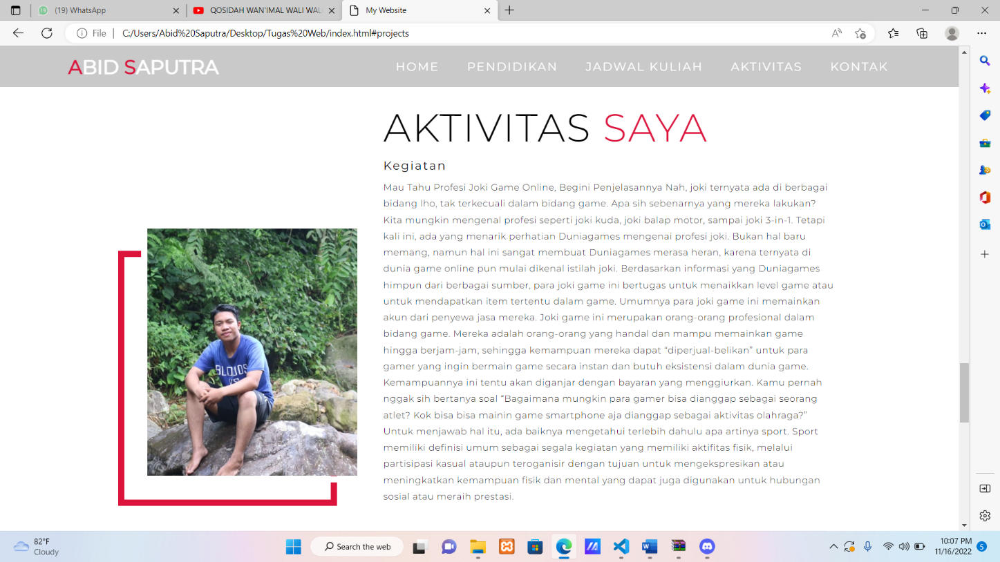 (19) WhatsApp
QOSIDAH WAN'IMAL WALI WAL
My Website
File
C:/Users/Abid%20Saputra/Desktop/Tugas%20Web/index.html#projects
ABID SAPUTRA
HOME
PENDIDIKAN
JADWAL KULIAH
AKTIVITAS
KONTAK
AKTIVITAS SAYA
Kegiatan
Mau Tahu Profesi Joki Game Online, Begini Penjelasannya Nah, joki ternyata ada di berbagai
bidang lho, tak terkecuali dalam bidang game. Apa sih sebenarnya yang mereka lakukan?
Kita mungkin mengenal profesi seperti joki kuda, joki balap motor, sampai joki 3-in-1. Tetapi
kali ini, ada yang menarik perhatian Duniagames mengenai profesi joki. Bukan hal baru
memang, namun hal ini sangat membuat Duniagames merasa heran, karena ternyata di
dunia game online pun mulai dikenal istilah joki. Berdasarkan informasi yang Duniagames
himpun dari berbagai sumber, para joki game ini bertugas untuk menaikkan level game atau
untuk mendapatkan item tertentu dalam game. Umumnya para joki game ini memainkan
akun dari penyewa jasa mereka. Joki game ini merupakan orang-orang profesional dalam
bidang game. Mereka adalah orang-orang yang handal dan mampu memainkan game
hingga berjam-jam, sehingga kemampuan mereka dapat “diperjual-belikan” untuk para
gamer yang ingin bermain game secara instan dan butuh eksistensi dalam dunia game.
Kemampuannya ini tentu akan diganjar dengan bayaran yang menggiurkan. Kamu pernah
nggak sih bertanya soal “Bagaimana mungkin para gamer bisa dianggap sebagai seorang
atlet? Kok bisa bisa mainin game smartphone aja dianggap sebagai aktivitas olahraga?”
Untuk menjawab hal itu, ada baiknya mengetahui terlebih dahulu apa artinya sport. Sport
memiliki definisi umum sebagai segala kegiatan yang memiliki aktifitas fisik, melalui
partisipasi kasual ataupun teroganisir dengan tujuan untuk mengekspresikan atau
meningkatkan kemampuan fisik dan mental yang dapat juga digunakan untuk hubungan
sosial atau meraih prestasi.
82°F
Cloudy
Search the web
10:07 PM
11/16/2022
5